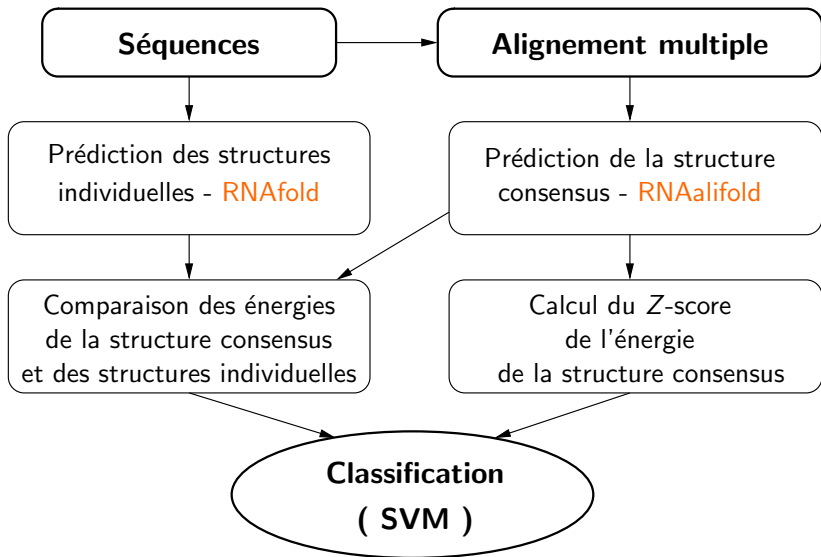 Séquences
Alignement multiple
Prédiction des structures
individuelles - RNAfold
Prédiction de la structure
consensus - RNAalifold
Comparaison des énergies
de la structure consensus
et des structures individuelles
Calcul du Z-score
de l'énergie
de la structure consensus
Classification
( SVM )